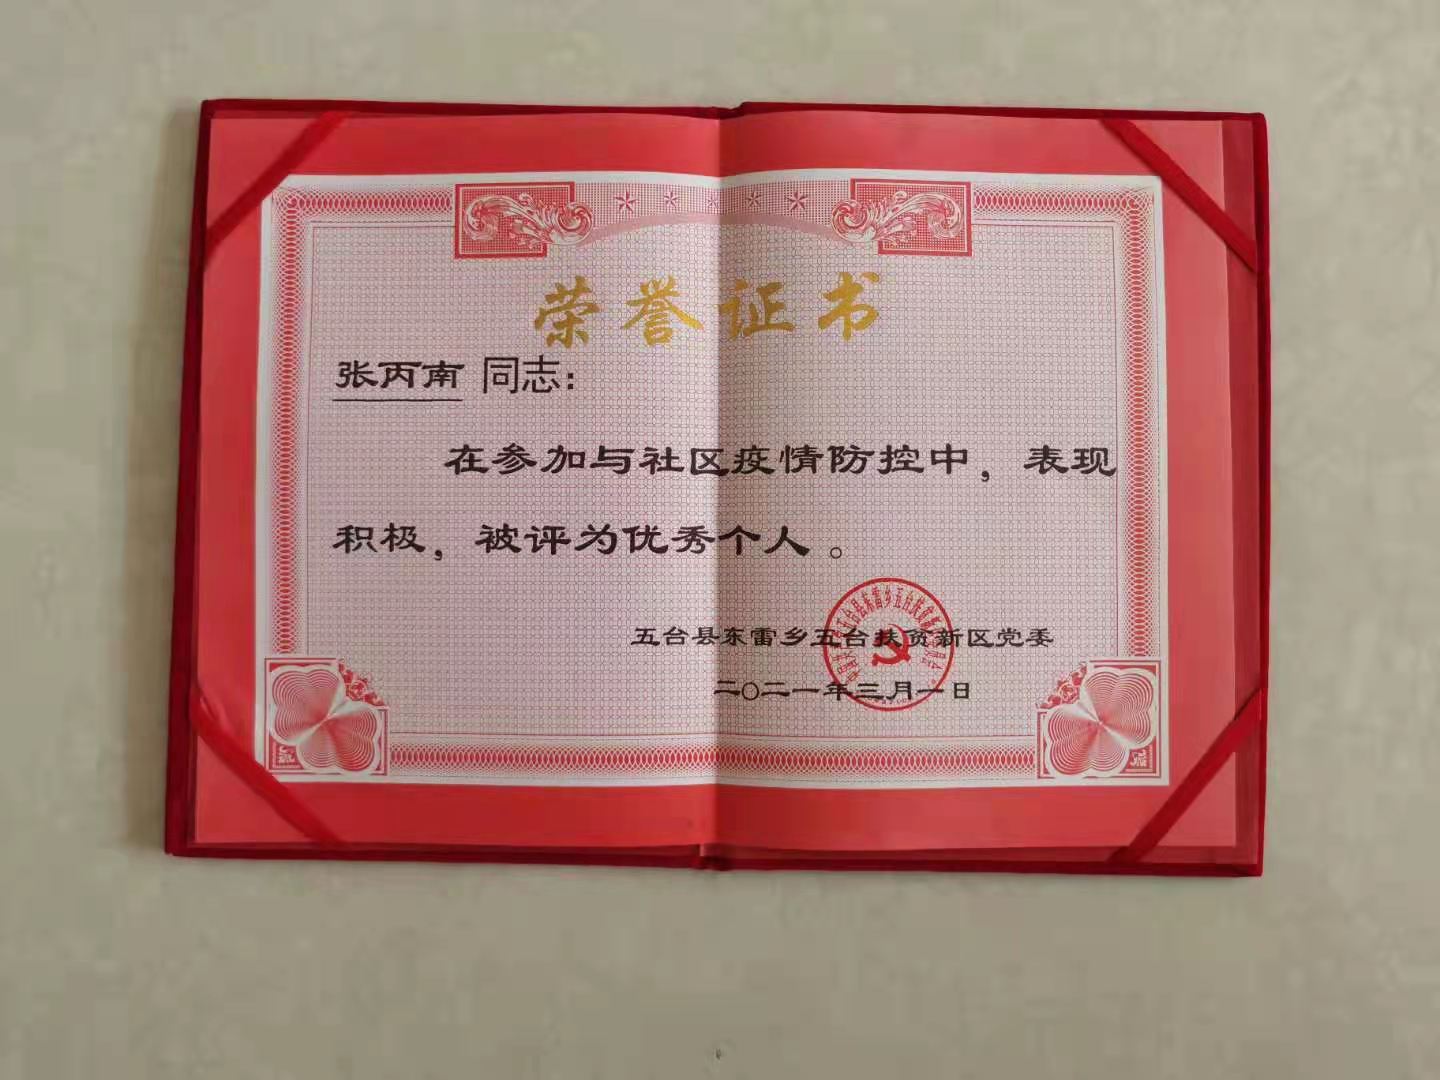 荣誉证书
张丙南 同志：
在参加与社区疫情防控中，表现
积极，被评为优秀个人。
五台县东雷乡五台扶贫新区党委
二〇二一年三月一日